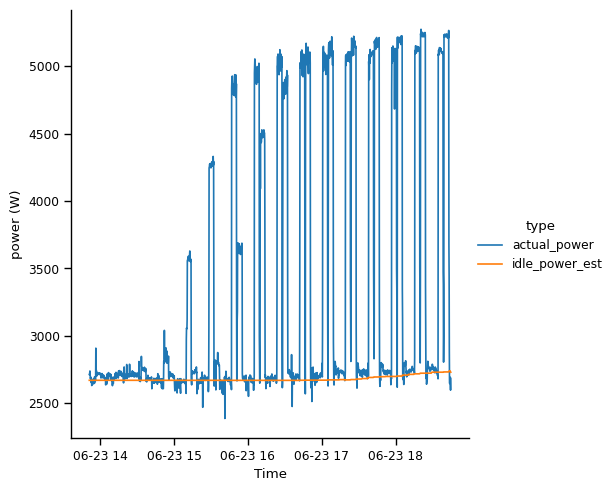 5000
4500
4000
3500
3000
2500
power (W)
06-23 14 06-23 15 06-23 16 06-23 17 06-23 18
Time
type
actual_power
idle_power_est